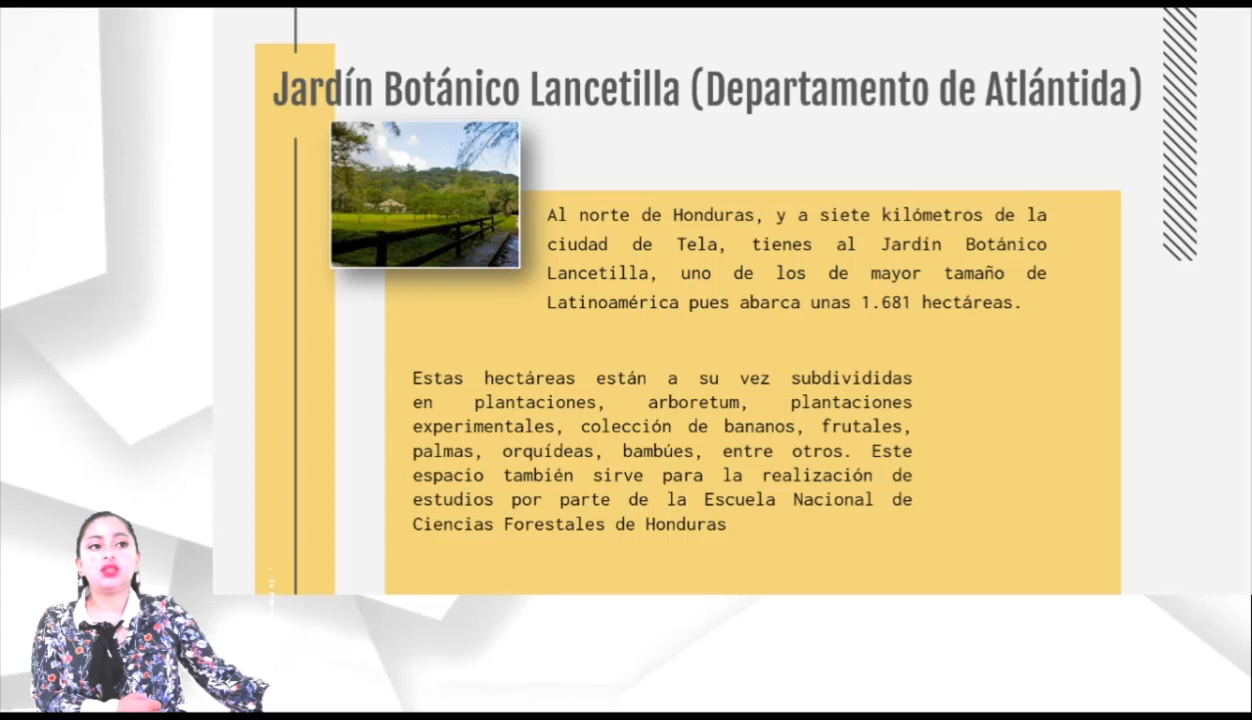 Jardín Botánico Lancetilla (Departamento de Atlántida)
Al norte de Honduras, y a siete kilómetros de la
ciudad de Tela, tienes al Jardín Botánico
Lancetilla, uno de los de mayor tamaño de
Latinoamérica pues abarca unas 1.681 hectáreas.
Estas hectáreas están a su vez subdivididas
en plantaciones, arboretum, plantaciones
experimentales, colección de bananos, frutales,
palmas, orquídeas, bambúes, entre otros. Este
espacio también sirve para la realización de
estudios por parte de la Escuela Nacional de
Ciencias Forestales de Honduras